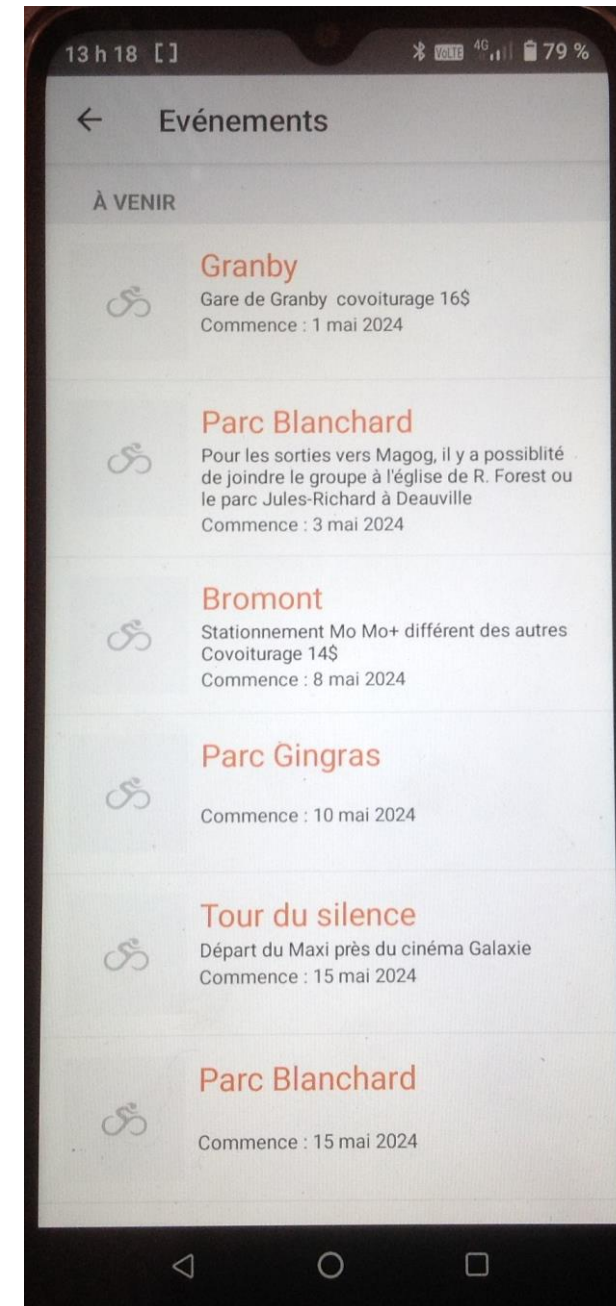 13 h 18 [ ] VoLTE 4G 79 %
Evénements
À VENIR
Granby
Gare de Granby covoiturage 16$
Commence : 1 mai 2024
Parc Blanchard
Pour les sorties vers Magog, il y a possiblité
de joindre le groupe à l'église de R. Forest ou
le parc Jules-Richard à Deauville
Commence : 3 mai 2024
Bromont
Stationnement Mo Mo+ différent des autres
Covoiturage 14$
Commence : 8 mai 2024
Parc Gingras
Commence : 10 mai 2024
Tour du silence
Départ du Maxi près du cinéma Galaxie
Commence : 15 mai 2024
Parc Blanchard
Commence : 15 mai 2024